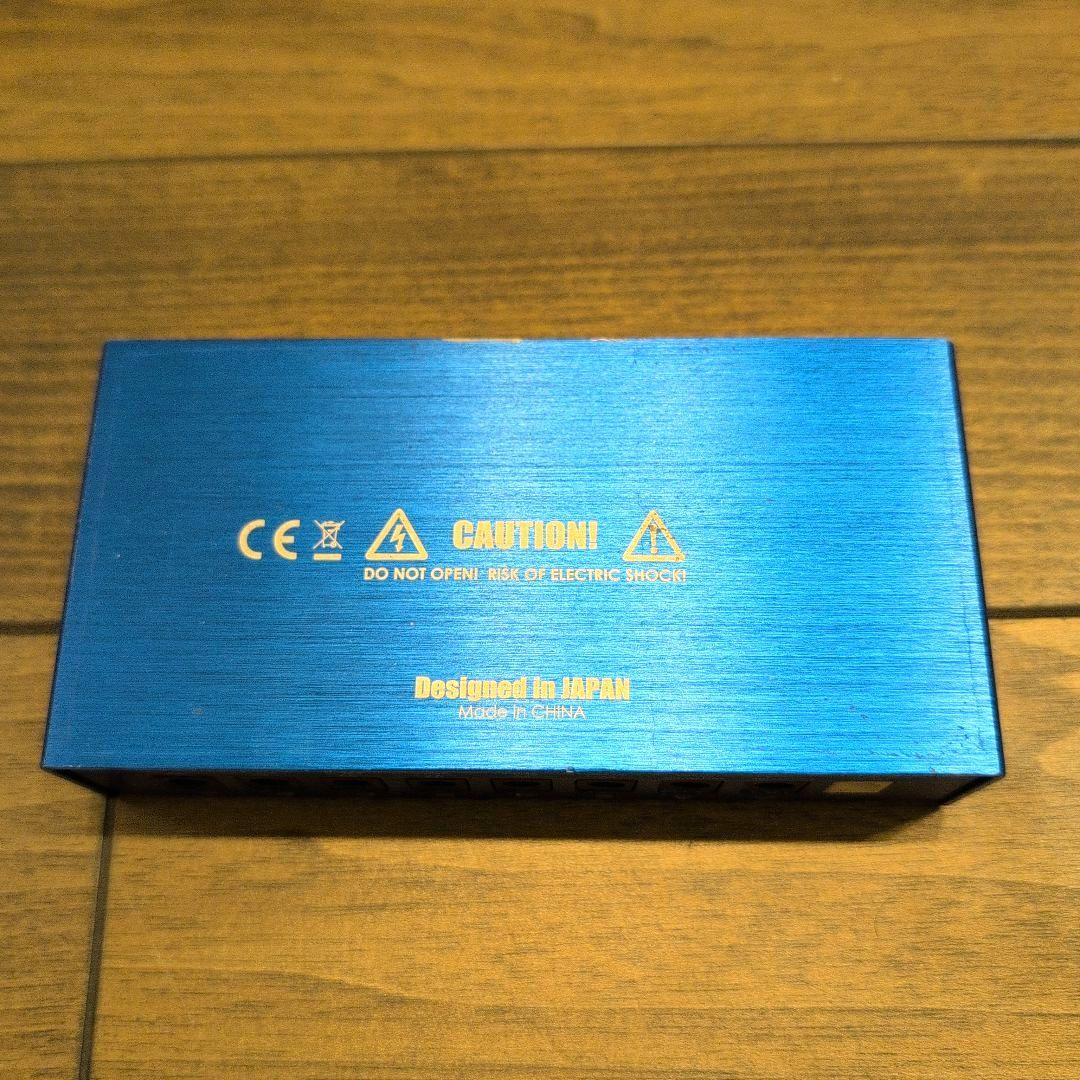 CE CAUTION!
DO NOT OPEN! RISK OF ELECTRIC SHOCK!
Designed in JAPAN
Made in CHINA